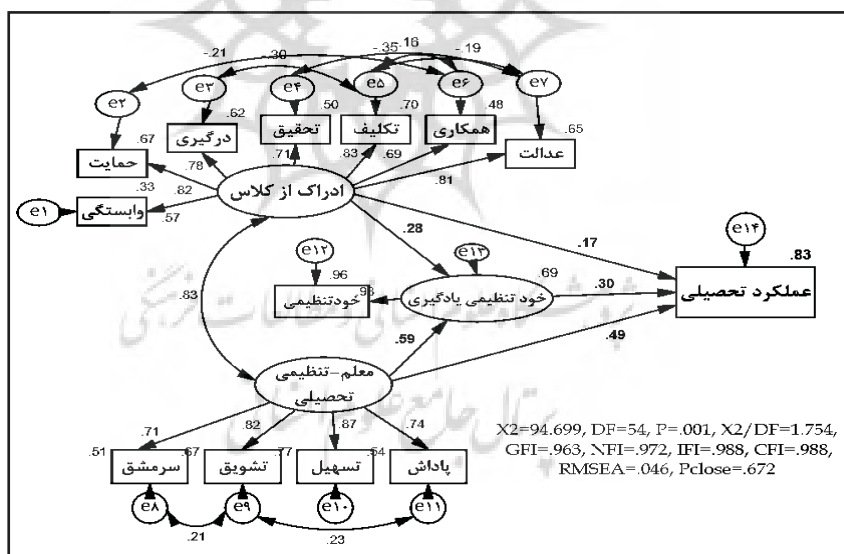 -.21
-.30
-.35
-.16
-.19
e۲
e۳
e۴
e۵
e۶
e۷
.67
.62
.50
.70
.48
.65
حمایت
درگیری
تحقیق
تکلیف
همکاری
عدالت
e۱
.33
وابستگی
.57
.82
.78
.71
.83
.69
.81
ادراک از کلاس
.28
.17
e۱۴
.83
عملکرد تحصیلی
e۱۲
.96
خودتنظیمی
e۱۳
.69
خود تنظیمی یادگیری
.30
.83
.59
.49
معلم-تنظیمی
تحصیلی
.71
.82
.87
.74
.51
سرمشق
.67
تشویق
.77
تسهیل
.54
پاداش
e۸
e۹
e۱۰
e۱۱
.21
.23
X2=94.699, DF=54, P=.001, X2/DF=1.754,
GFI=.963, NFI=.972, IFI=.988, CFI=.988,
RMSEA=.046, Pclose=.672
پرتال جامع علوم انسانی